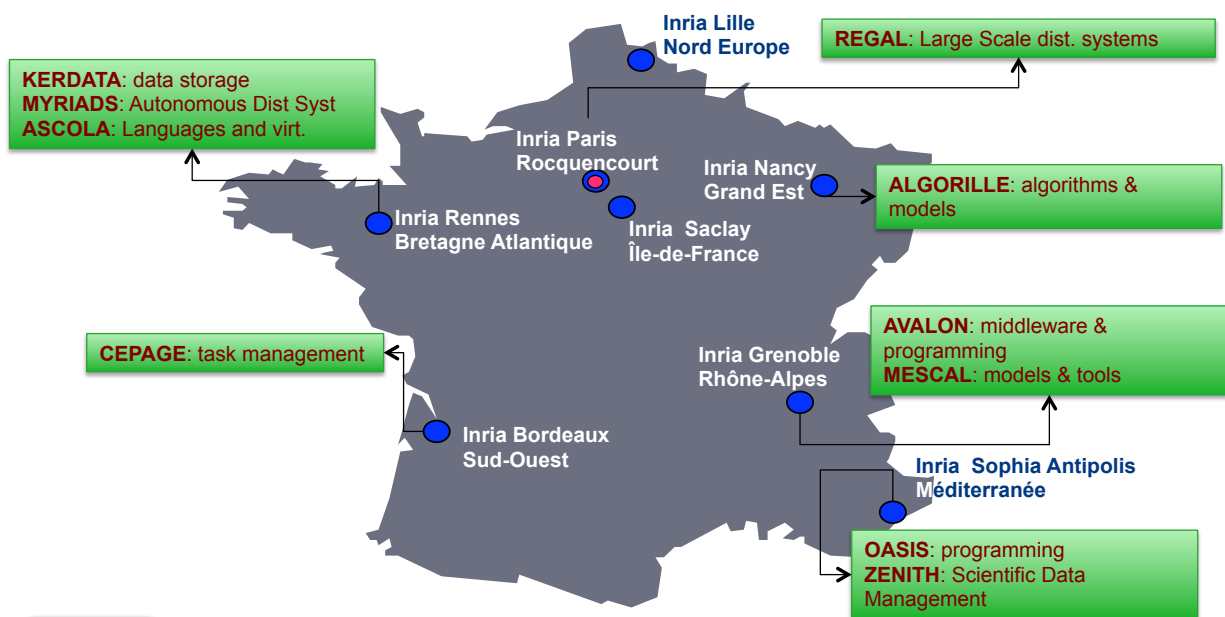 Inria Lille
Nord Europe
REGAL: Large Scale dist. systems
KERDATA: data storage
MYRIADS: Autonomous Dist Syst
ASCOLA: Languages and virt.
Inria Paris
Rocquencourt
Inria Nancy
Grand Est
ALGORILLE: algorithms &
models
Inria Rennes
Bretagne Atlantique
Inria Saclay
Île-de-France
CEPAGE: task management
Inria Grenoble
Rhône-Alpes
AVALON: middleware &
programming
MESCAL: models & tools
Inria Bordeaux
Sud-Ouest
Inria Sophia Antipolis
Méditerranée
OASIS: programming
ZENITH: Scientific Data
Management